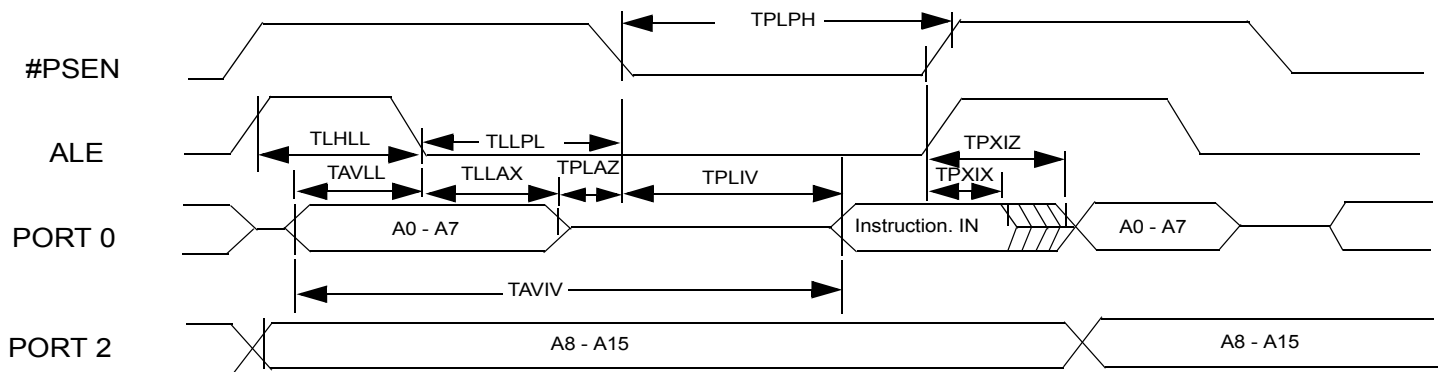 TPLPH
#PSEN
ALE
TLHLL
TLLPL
TPXIZ
TAVLL
TLLAX
TPLAZ
TPLIV
TPXIX
PORT 0
A0 - A7
Instruction. IN
A0 - A7
TAVIV
PORT 2
A8 - A15
A8 - A15